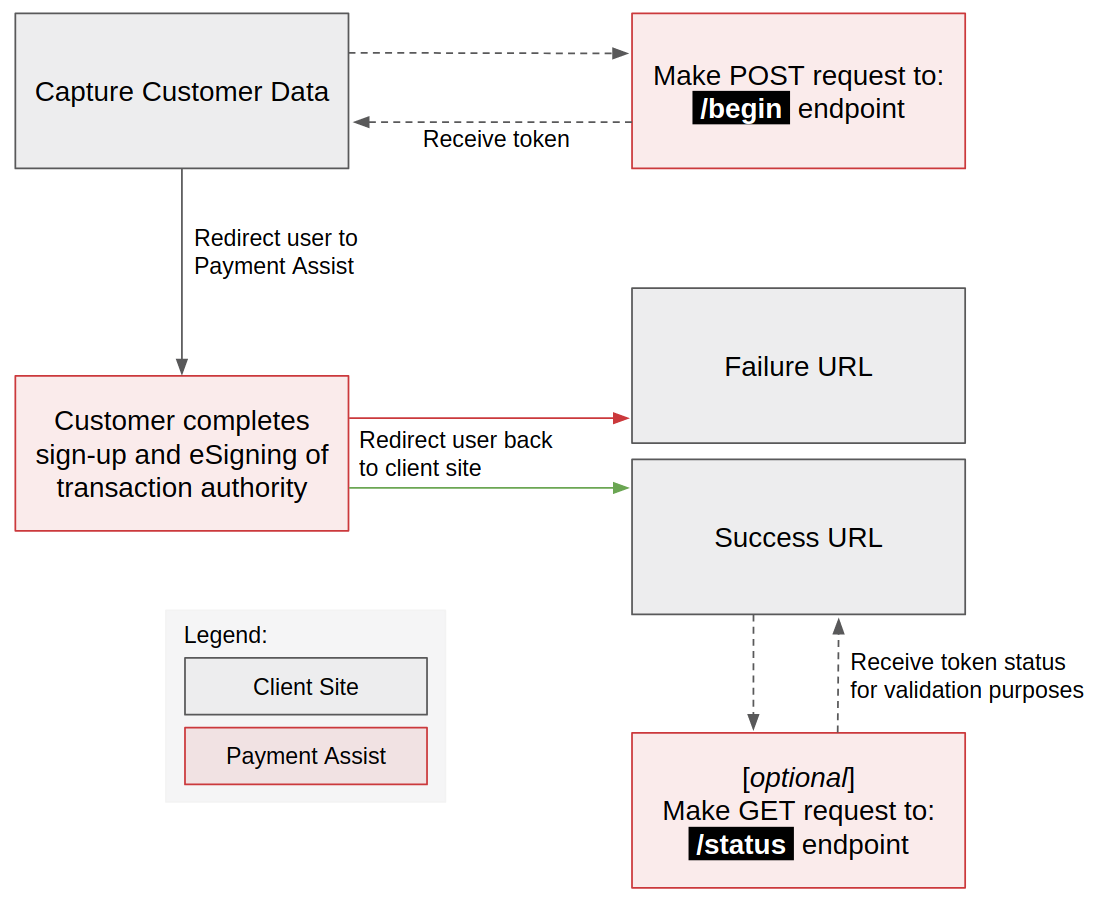 Capture Customer Data
Make POST request to:
/begin endpoint
Receive token
Redirect user to
Payment Assist
Failure URL
Customer completes
sign-up and eSigning of
transaction authority
Redirect user back
to client site
Success URL
Legend:
Client Site
Payment Assist
Receive token status
for validation purposes
[optional]
Make GET request to:
/status endpoint